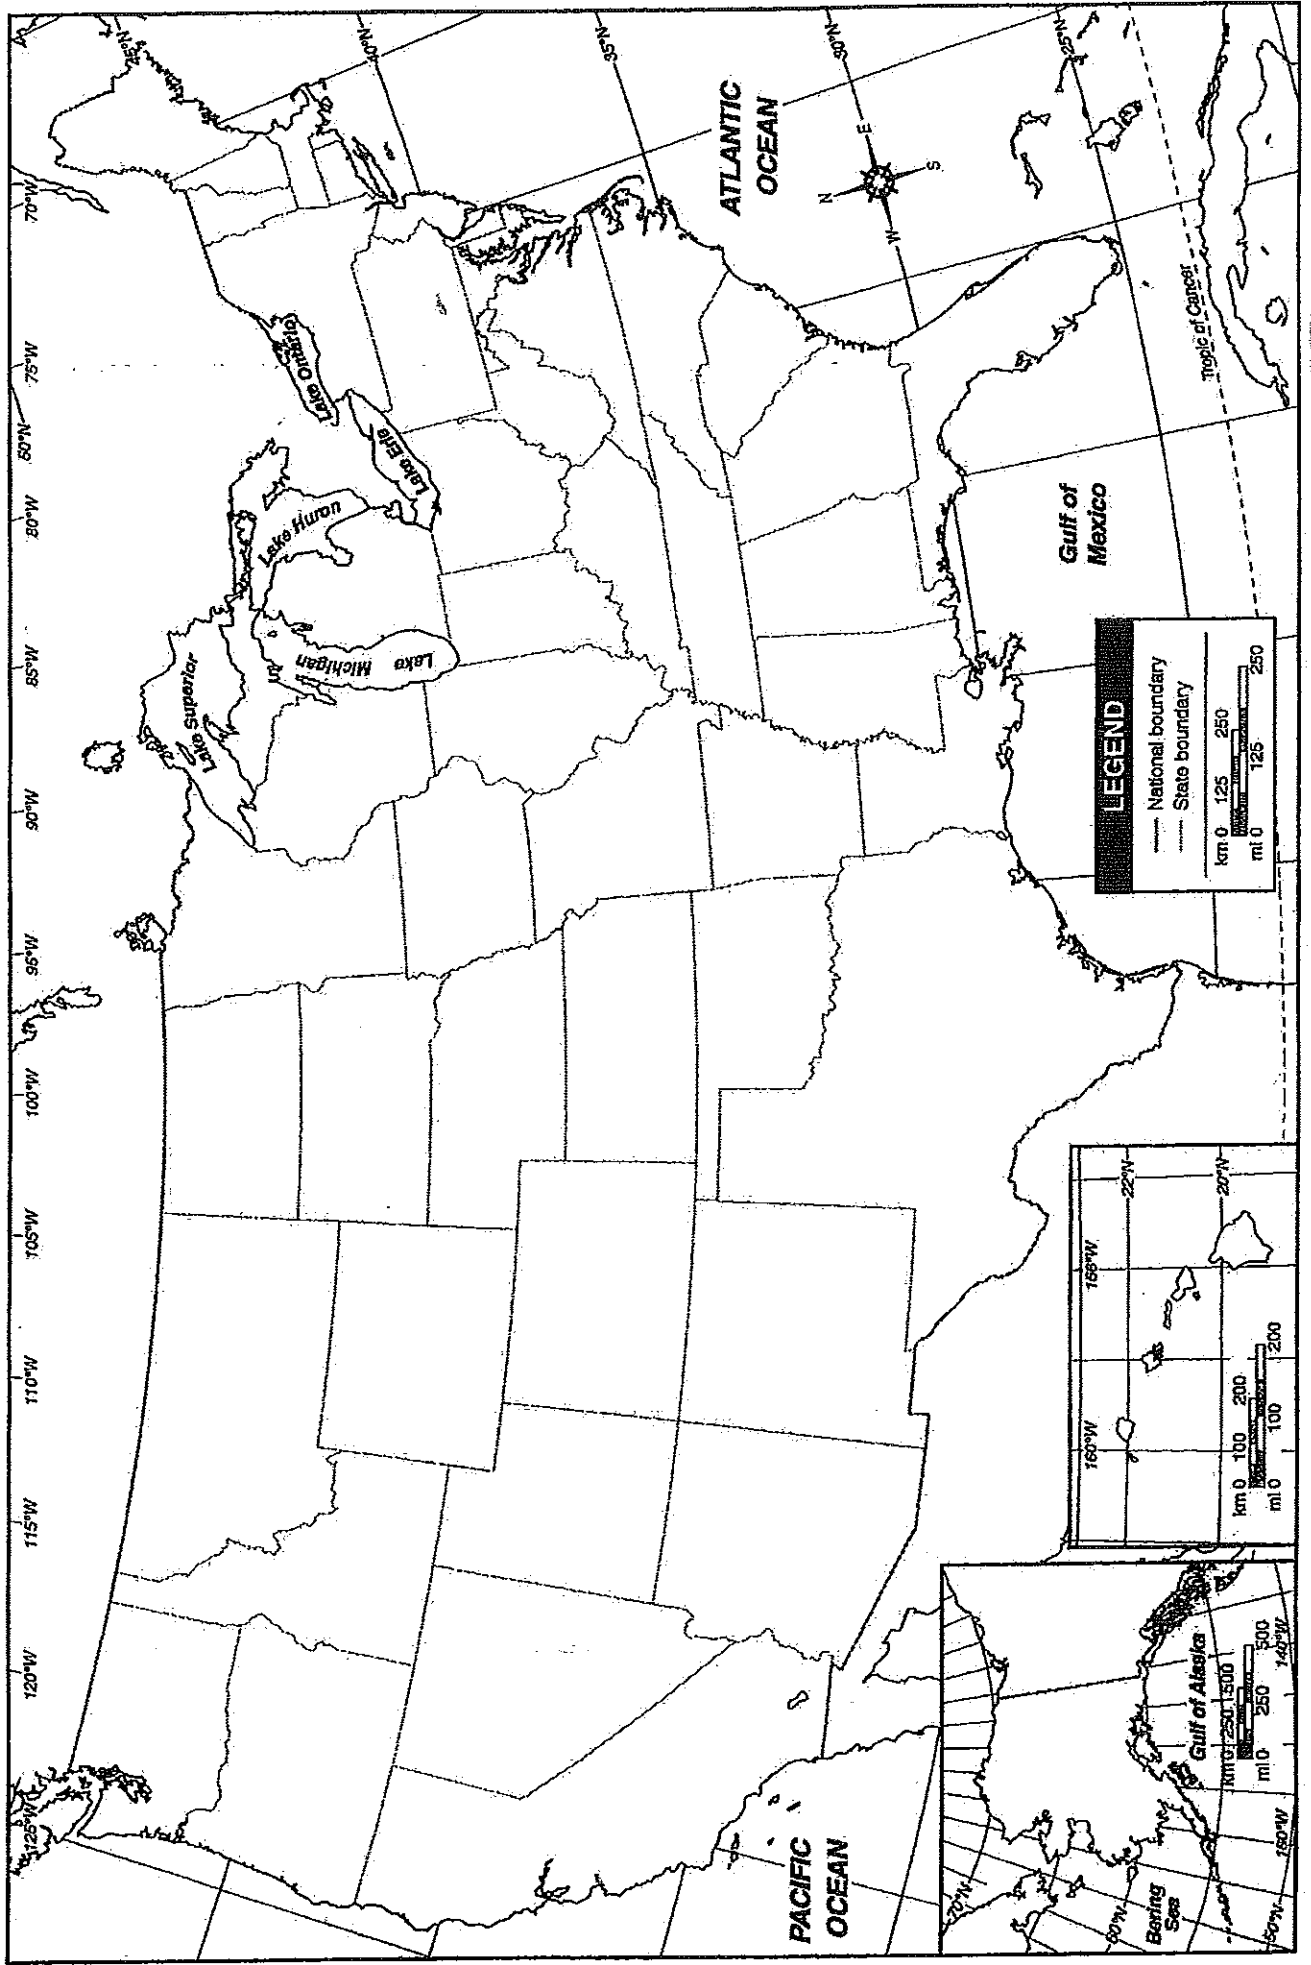 125°W
120°W
115°W
110°W
105°W
100°W
95°W
90°W
85°W
80°W
50°N
75°W
70°W
45°N
40°N
35°N
30°N
25°N
Lake Superior
Lake
Michigan
Lake Huron
Lake Erie
Lake Ontario
ATLANTIC
OCEAN
N
E
S
W
Tropic of Cancer
Gulf of
Mexico
PACIFIC
OCEAN
LEGEND
National boundary
State boundary
km 0 125 250
mi 0 125 250
70°N
60°N
50°N
Bering
Sea
Gulf of Alaska
km 0 250 500
mi 0 250 500
160°W
140°W
160°W
156°W
22°N
20°N
km 0 100 200
mi 0 100 200